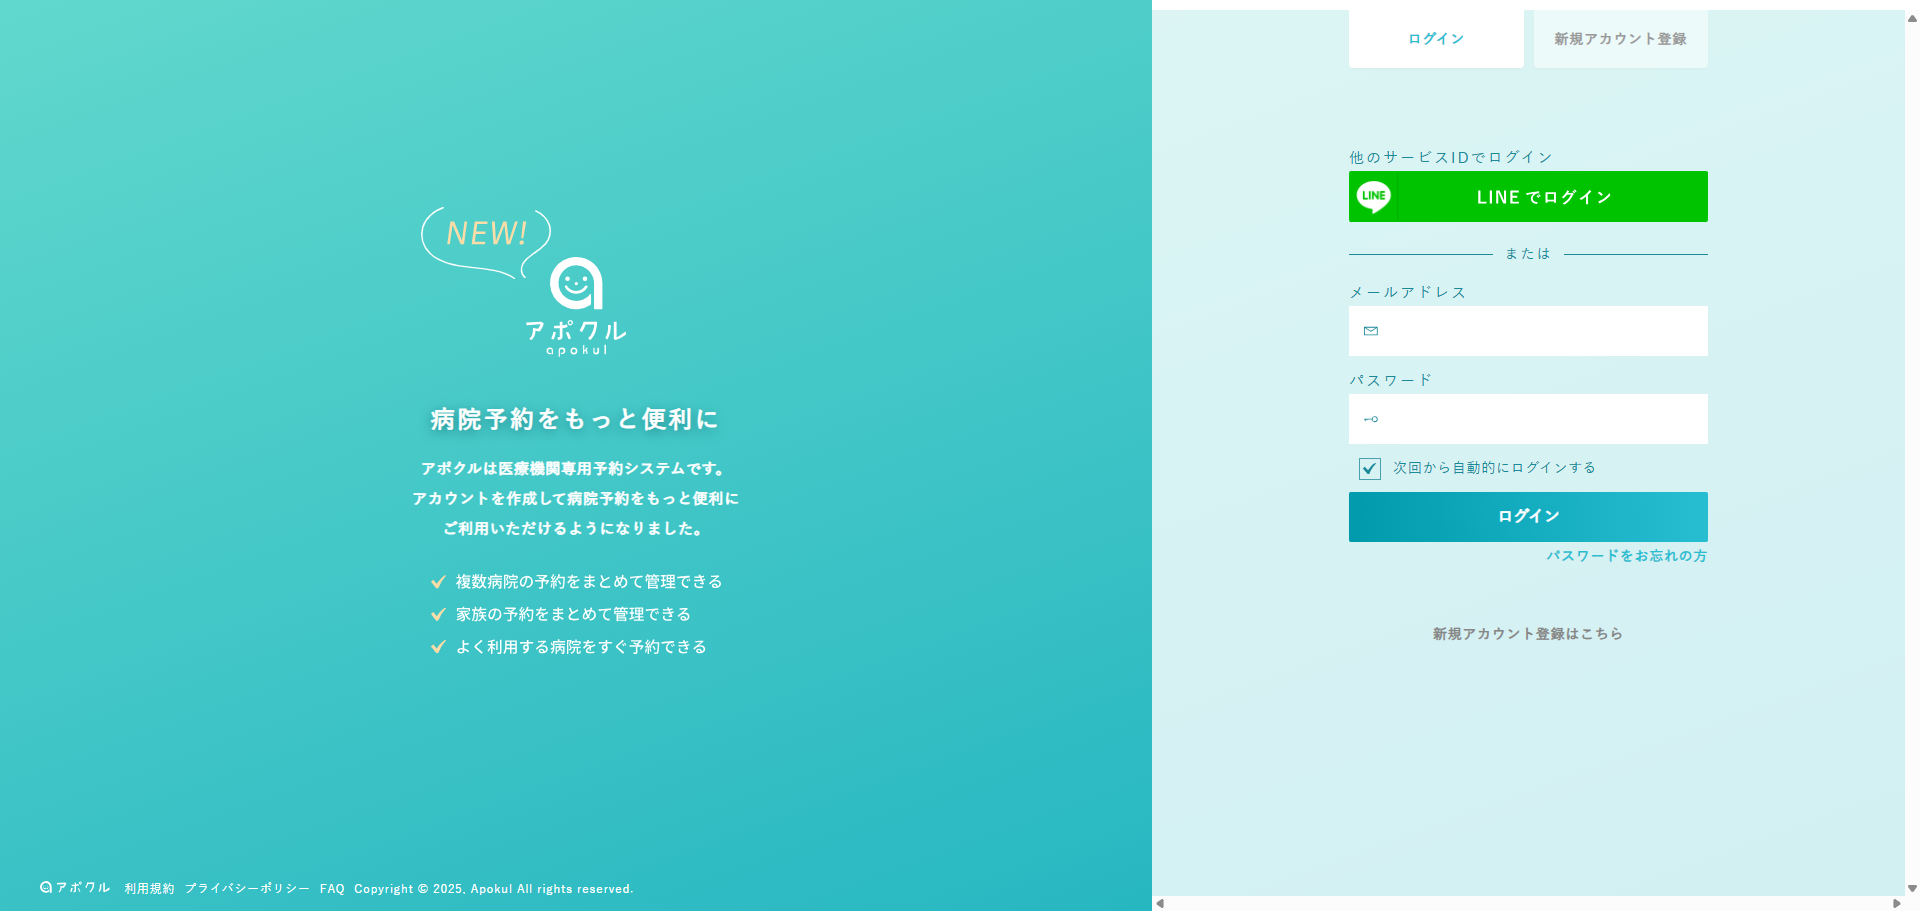 NEW!
アポクル
apokul
病院予約をもっと便利に
アポクルは医療機関専用予約システムです。
アカウントを作成して病院予約をもっと便利に
ご利用いただけるようになりました。
複数病院の予約をまとめて管理できる
家族の予約をまとめて管理できる
よく利用する病院をすぐ予約できる
アポクル 利用規約 プライバシーポリシー FAQ Copyright © 2025, Apokul All rights reserved.
ログイン 新規アカウント登録
他のサービスIDでログイン
LINE LINE でログイン
または
メールアドレス
パスワード
次回から自動的にログインする
ログイン
パスワードをお忘れの方
新規アカウント登録はこちら